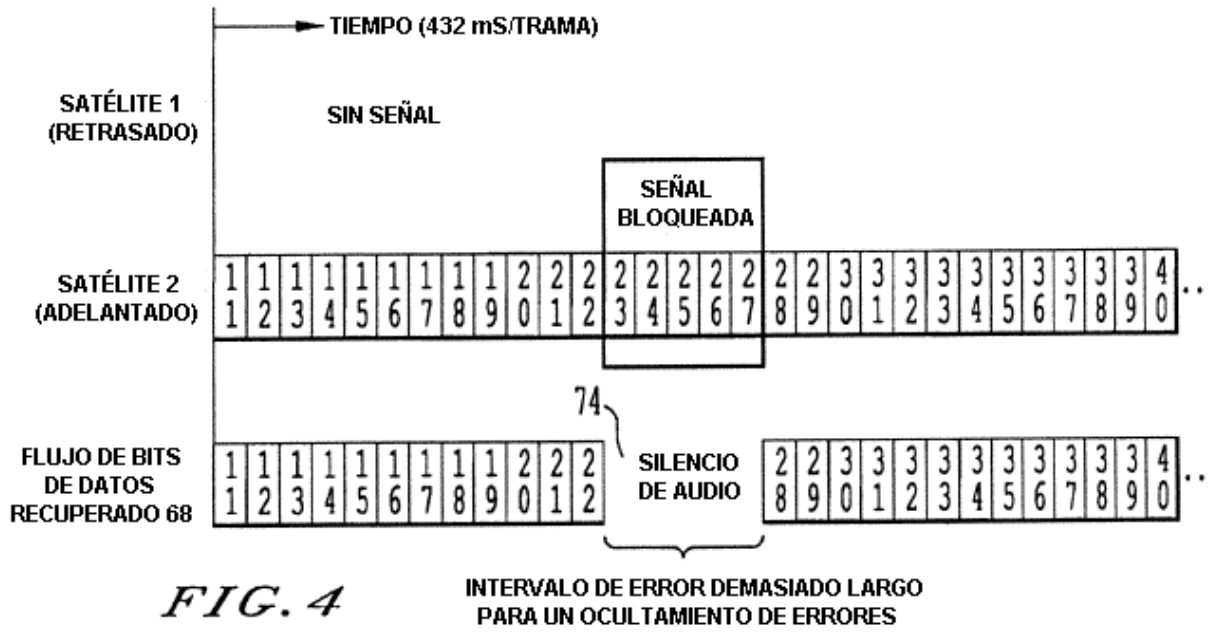 TIEMPO (432 mS/TRAMA)
SATÉLITE 1
(RETRASADO)
SIN SEÑAL
SEÑAL
BLOQUEADA
SATÉLITE 2
(ADELANTADO)
11 12 13 14 15 16 17 18 19 20 21 22 23 24 25 26 27 28 29 30 31 32 33 34 35 36 37 38 39 40 ..
74
FLUJO DE BITS
DE DATOS
RECUPERADO 68
11 12 13 14 15 16 17 18 19 20 21 22
SILENCIO
DE AUDIO
28 29 30 31 32 33 34 35 36 37 38 39 40 ..
INTERVALO DE ERROR DEMASIADO LARGO
PARA UN OCULTAMIENTO DE ERRORES
FIG. 4